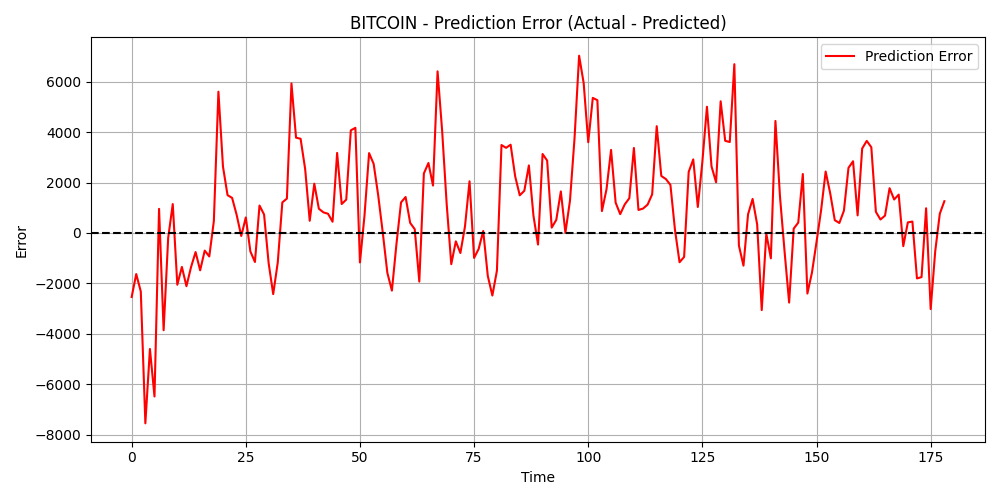 BITCOIN - Prediction Error (Actual - Predicted)
Prediction Error
6000
4000
2000
0
−2000
−4000
−6000
−8000
Error
0 25 50 75 100 125 150 175
Time